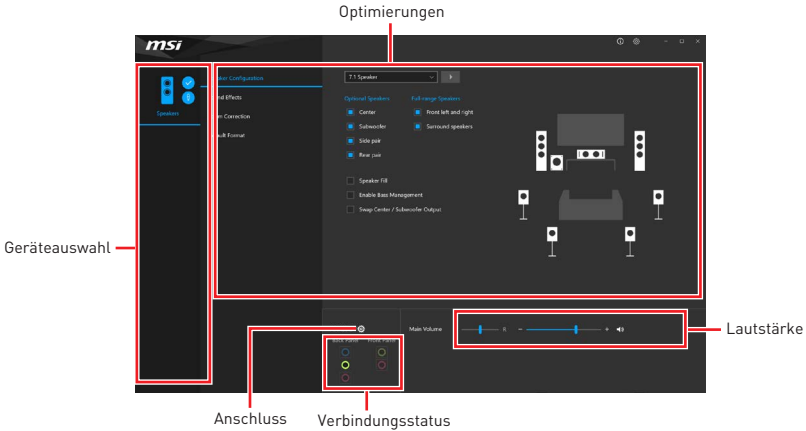 Optimierungen
msi
Speakers
ker Configuration
nd Effects
m Correction
ult Format
7.1 Speaker
Optional Speakers
Full-range Speakers
Center
Front left and right
Subwoofer
Surround speakers
Side pair
Rear pair
Speaker Fill
Enable Bass Management
Swap Center / Subwoofer Output
Geräteauswahl
Main Volume
R
Back Panel
Front Panel
Lautstärke
Anschluss
Verbindungsstatus